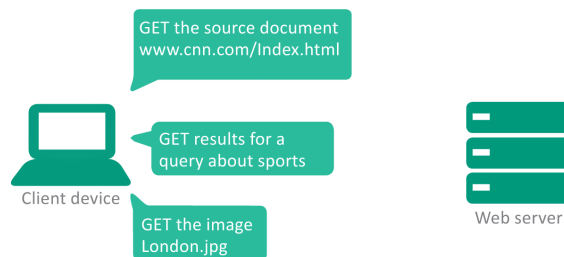 GET the source document
www.cnn.com/Index.html
GET results for a
query about sports
Client device
GET the image
London.jpg
Web server